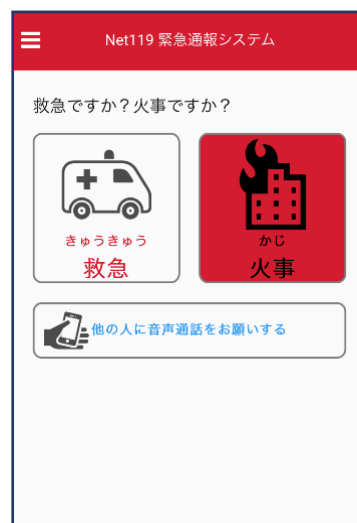 Net119 緊急通報システム
救急ですか？火事ですか？
きゅうきゅう
救急
かじ
火事
他の人に音声通話をお願いする